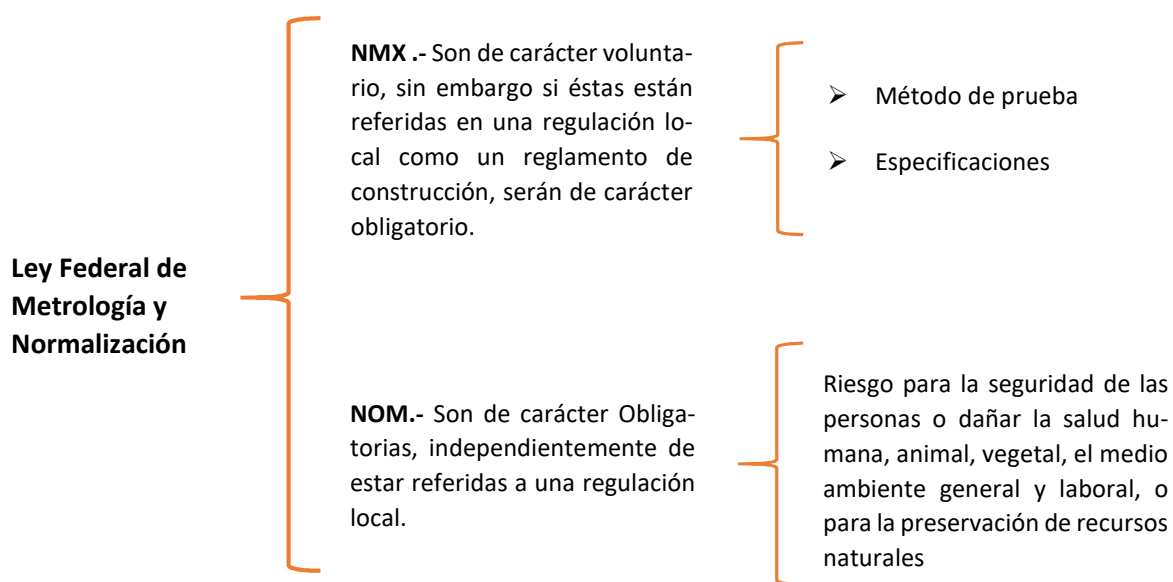 Ley Federal de
Metrología y
Normalización
NMX .- Son de carácter volunta-
rio, sin embargo si éstas están
referidas en una regulación lo-
cal como un reglamento de
construcción, serán de carácter
obligatorio.
➢ Método de prueba
➢ Especificaciones
NOM.- Son de carácter Obliga-
torias, independientemente de
estar referidas a una regulación
local.
Riesgo para la seguridad de las
personas o dañar la salud hu-
mana, animal, vegetal, el medio
ambiente general y laboral, o
para la preservación de recursos
naturales